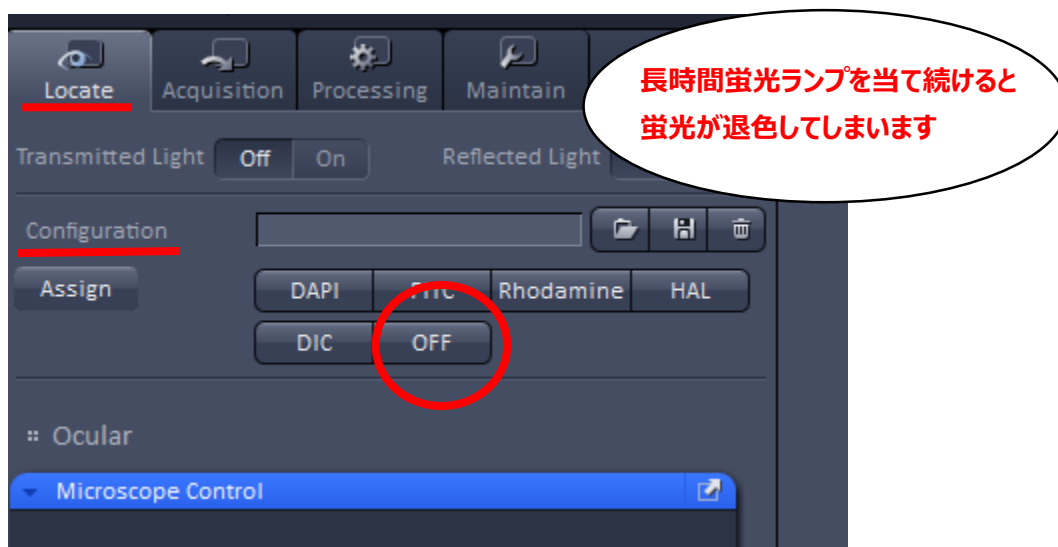 Locate Acquisition Processing Maintain
長時間蛍光ランプを当て続けると
蛍光が退色してしまいます
Transmitted Light Off On Reflected Light
Configuration
Assign DAPI FITC Rhodamine HAL
DIC OFF
Ocular
Microscope Control